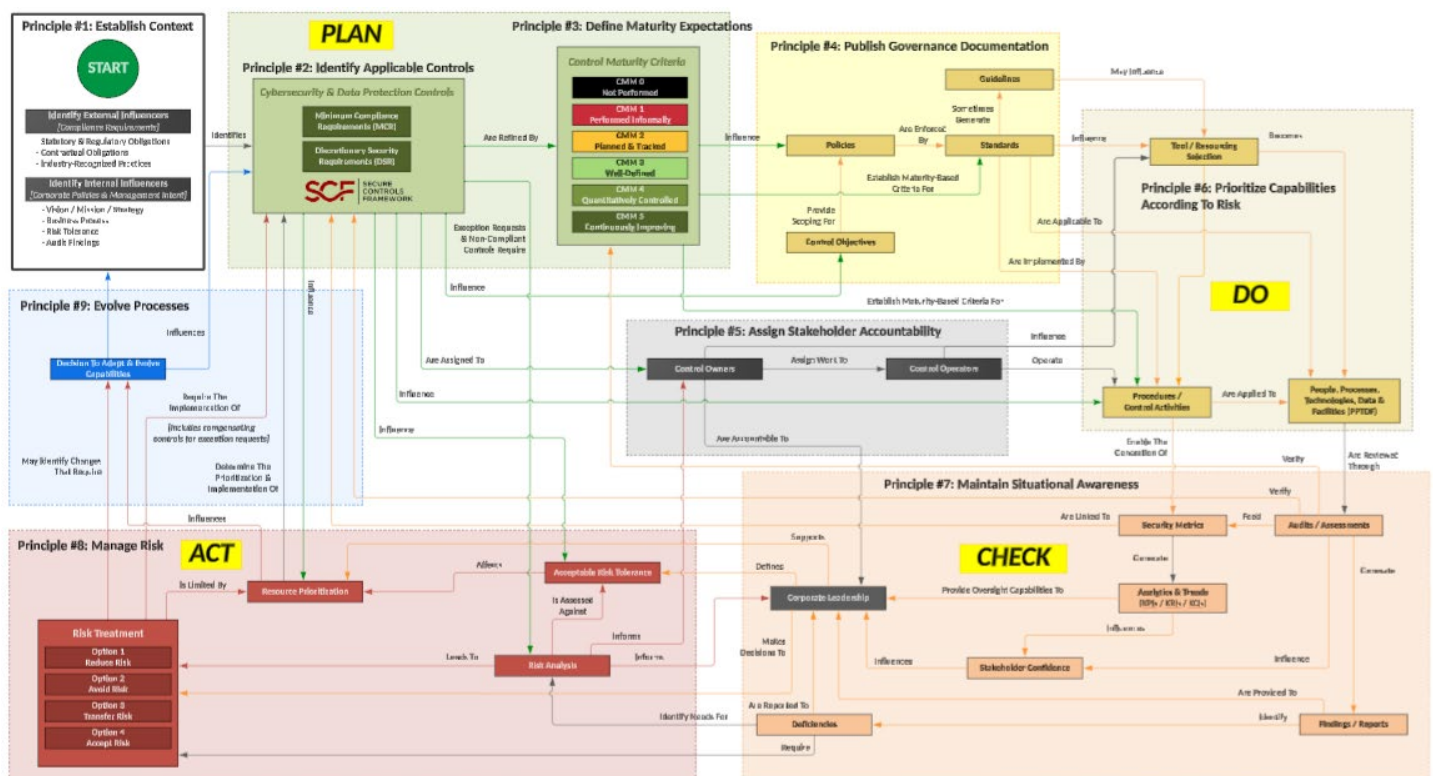 Principle #1: Establish Context
START
Identify External Influencers
[Compliance Requirements]
Statutory & Regulatory Obligations
- Contractual Obligations
- Industry-Recognized Practices
Identify Internal Influencers
[Corporate Policies & Management Intent]
- Vision / Mission / Strategy
- Business Process
- Risk Tolerance
- Audit Findings
Identifies
PLAN
Principle #2: Identify Applicable Controls
Cybersecurity & Data Protection Controls
Minimum Compliance
Requirements (MCR)
Discretionary Security
Requirements (DSR)
SCF
SECURE
CONTROLS
FRAMEWORK
Are Refined By
Exception Requests
& Non-Compliant
Controls Require
Principle #3: Define Maturity Expectations
Control Maturity Criteria
CMM 0
Not Performed
CMM 1
Performed Informally
CMM 2
Planned & Tracked
CMM 3
Well-Defined
CMM 4
Quantitatively Controlled
CMM 5
Continuously Improving
Influence
Principle #4: Publish Governance Documentation
Guidelines
Sometimes
Generate
May Influence
Policies
Are Enforced
By
Standards
Influence
Establish Maturity-Based
Criteria For
Provide
Scoping For
Control Objectives
Are Applicable To
Are Implemented By
Influence
Influence
Establish Maturity-Based Criteria For
Tool / Resourcing
Selection
Becomes
Principle #6: Prioritize Capabilities
According To Risk
DO
Principle #9: Evolve Processes
Influences
Decision To Adapt & Evolve
Capabilities
Require The
Implementation Of
(includes compensating
controls for exception requests)
May Identify Changes
That Require
Determine The
Prioritization &
Implementation Of
Influences
Principle #5: Assign Stakeholder Accountability
Are Assigned To
Control Owners
Assign Work To
Control Operators
Influence
Operate
Influence
Influence
Are Accountable To
Procedures /
Control Activities
Are Applied To
People, Processes,
Technologies, Data &
Facilities (PPTDF)
Enable The
Generation Of
Verify
Are Reviewed
Through
Principle #7: Maintain Situational Awareness
Verify
Are Linked To
Security Metrics
Feed
Audits / Assessments
CHECK
Generate
Generate
Supports
Defines
Corporate Leadership
Provide Oversight Capabilities To
Analytics & Trends
(KPIs / KRIs / KCIs)
Influences
Makes
Decisions To
Influences
Stakeholder Confidence
Influence
Are Provided To
Are Reported To
Deficiencies
Identify
Findings / Reports
Identify Needs For
Require
Principle #8: Manage Risk
ACT
Is Limited By
Resource Prioritization
Affects
Acceptable Risk Tolerance
Is Assessed
Against
Informs
Risk Treatment
Option 1
Reduce Risk
Option 2
Avoid Risk
Option 3
Transfer Risk
Option 4
Accept Risk
Leads To
Risk Analysis
Informs